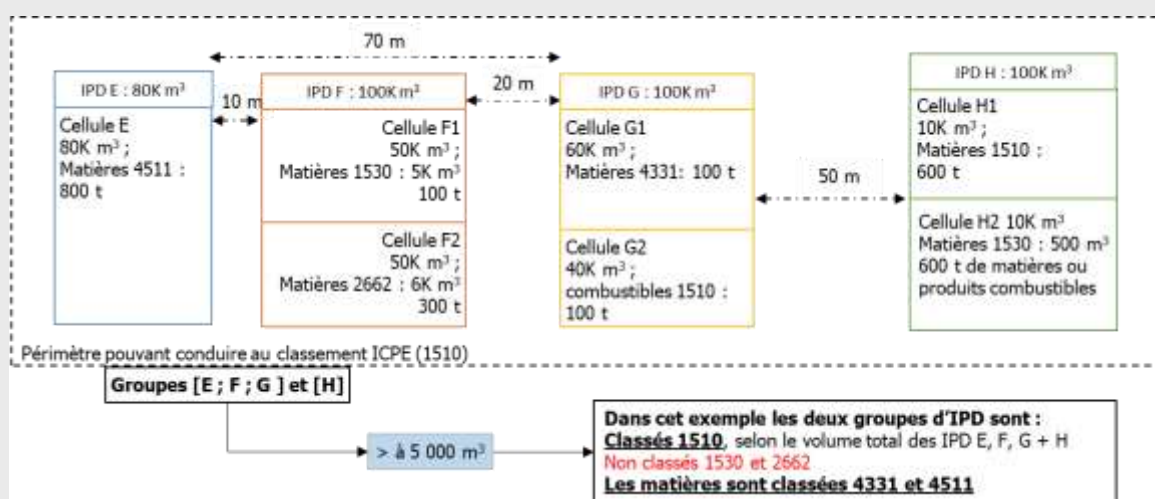 70 m
IPD E : 80K m³
10 m
IPD F : 100K m³
20 m
IPD G : 100K m³
IPD H : 100K m³
Cellule E
80K m³ ;
Matières 4511 :
800 t
Cellule F1
50K m³ ;
Matières 1530 : 5K m³
100 t
Cellule F2
50K m³ ;
Matières 2662 : 6K m³
300 t
Cellule G1
60K m³ ;
Matières 4331: 100 t
Cellule G2
40K m³ ;
combustibles 1510 :
100 t
50 m
Cellule H1
10K m³ ;
Matières 1510 :
600 t
Cellule H2 10K m³
Matières 1530 : 500 m³
600 t de matières ou
produits combustibles
Périmètre pouvant conduire au classement ICPE (1510)
Groupes [E ; F ; G ] et [H]
> à 5 000 m³
Dans cet exemple les deux groupes d'IPD sont :
Classés 1510, selon le volume total des IPD E, F, G + H
Non classés 1530 et 2662
Les matières sont classées 4331 et 4511